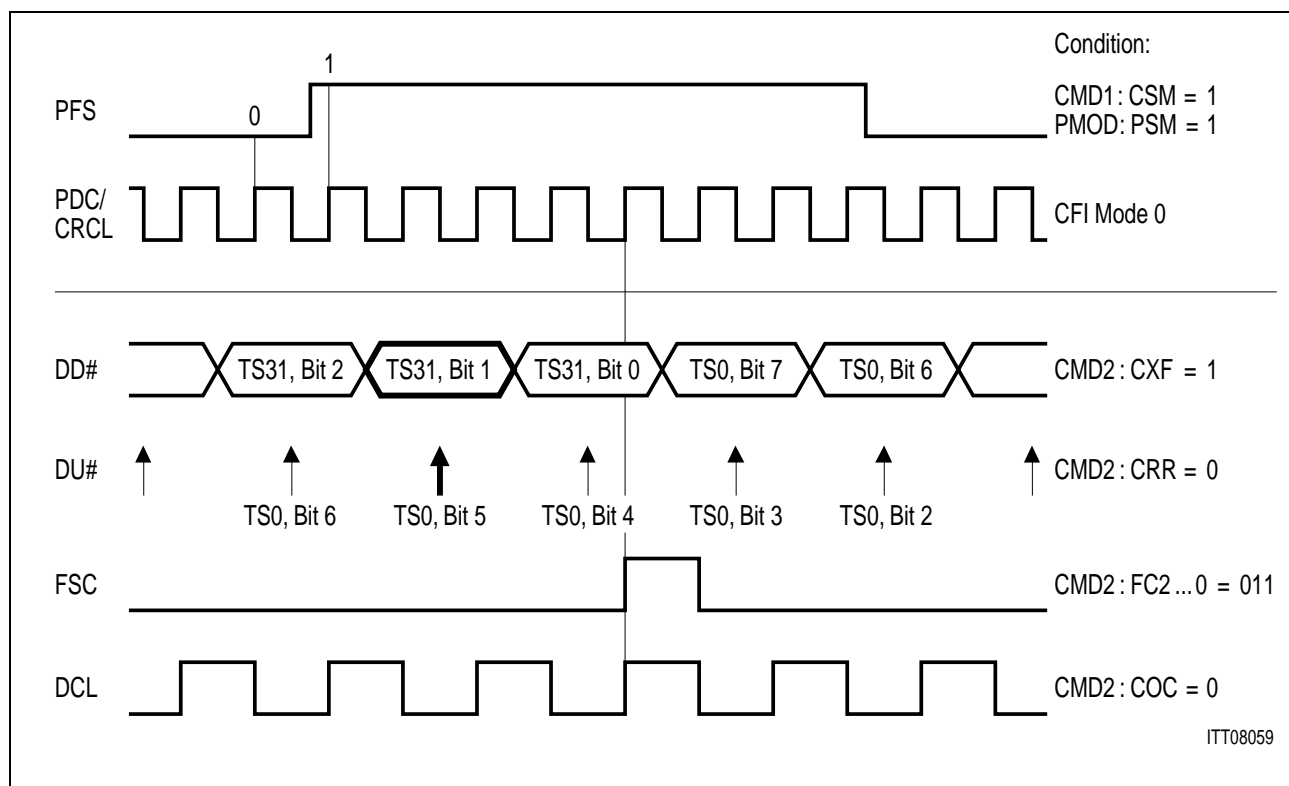 Condition:
1
PFS
0
CMD1 : CSM = 1
PMOD: PSM = 1
PDC/
CRCL
CFI Mode 0
DD#
TS31, Bit 2
TS31, Bit 1
TS31, Bit 0
TS0, Bit 7
TS0, Bit 6
CMD2 : CXF = 1
DU#
CMD2 : CRR = 0
TS0, Bit 6
TS0, Bit 5
TS0, Bit 4
TS0, Bit 3
TS0, Bit 2
FSC
CMD2 : FC2 ... 0 = 011
DCL
CMD2 : COC = 0
ITT08059